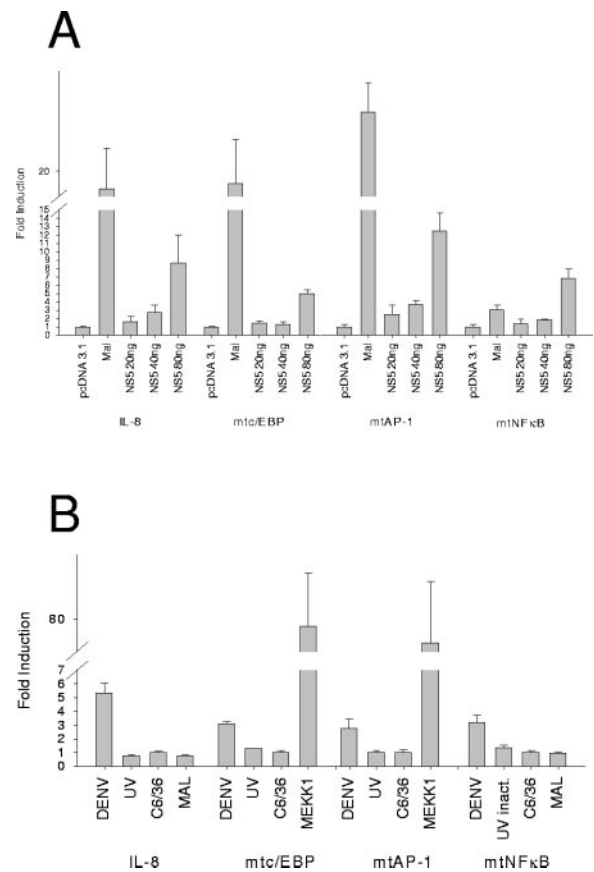 A
Fold Induction
20
15
14
13
12
11
10
9
8
7
6
5
4
3
2
1
0
pcDNA 3.1
Mal
NS5 20ng
NS5 40ng
NS5 80ng
pcDNA 3.1
Mal
NS5 20ng
NS5 40ng
NS5 80ng
pcDNA 3.1
Mal
NS5 20ng
NS5 40ng
NS5 80ng
pcDNA 3.1
Mal
NS5 20ng
NS5 40ng
NS5 80ng
IL-8 mtc/EBP mtAP-1 mtNFκB
B
Fold Induction
80
7
6
5
4
3
2
1
0
DENV
UV
C6/36
MAL
DENV
UV
C6/36
MEKK1
DENV
UV
C6/36
MEKK1
DENV
UV inact.
C6/36
MAL
IL-8 mtc/EBP mtAP-1 mtNFκB